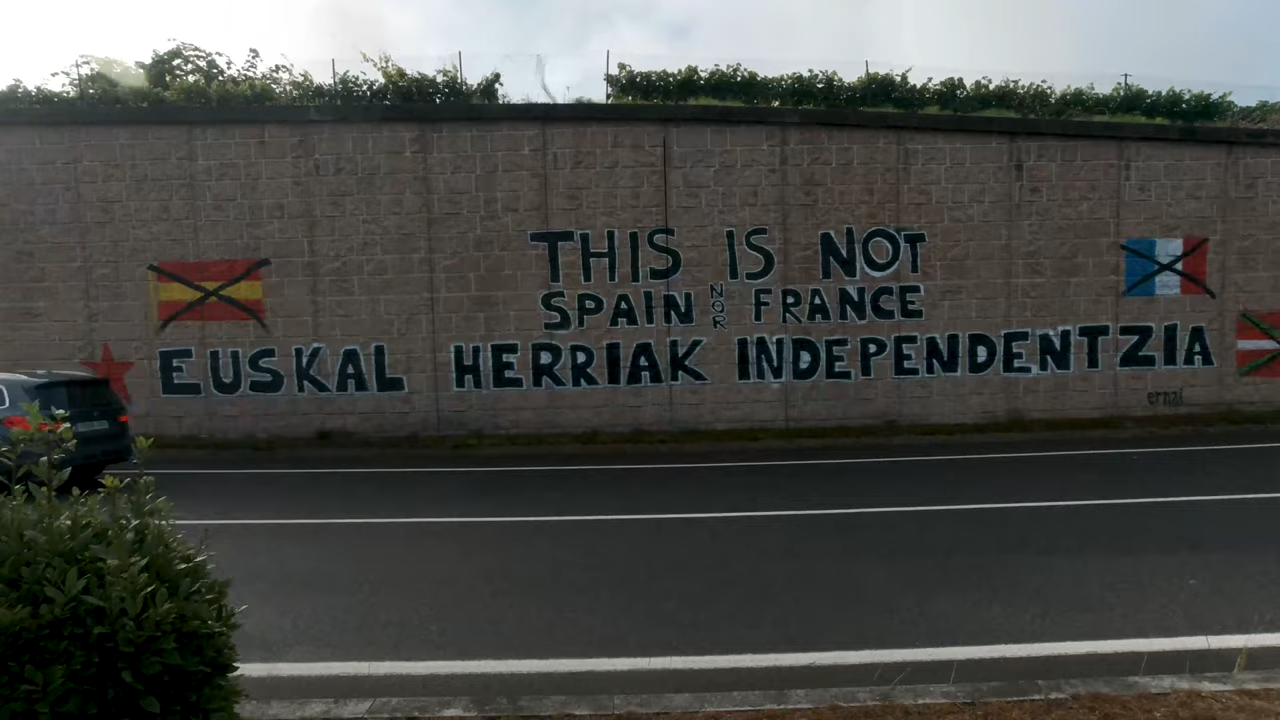 THIS IS NOT
SPAIN NOR FRANCE
EUSKAL HERRIAK INDEPENDENTZIA
ernai